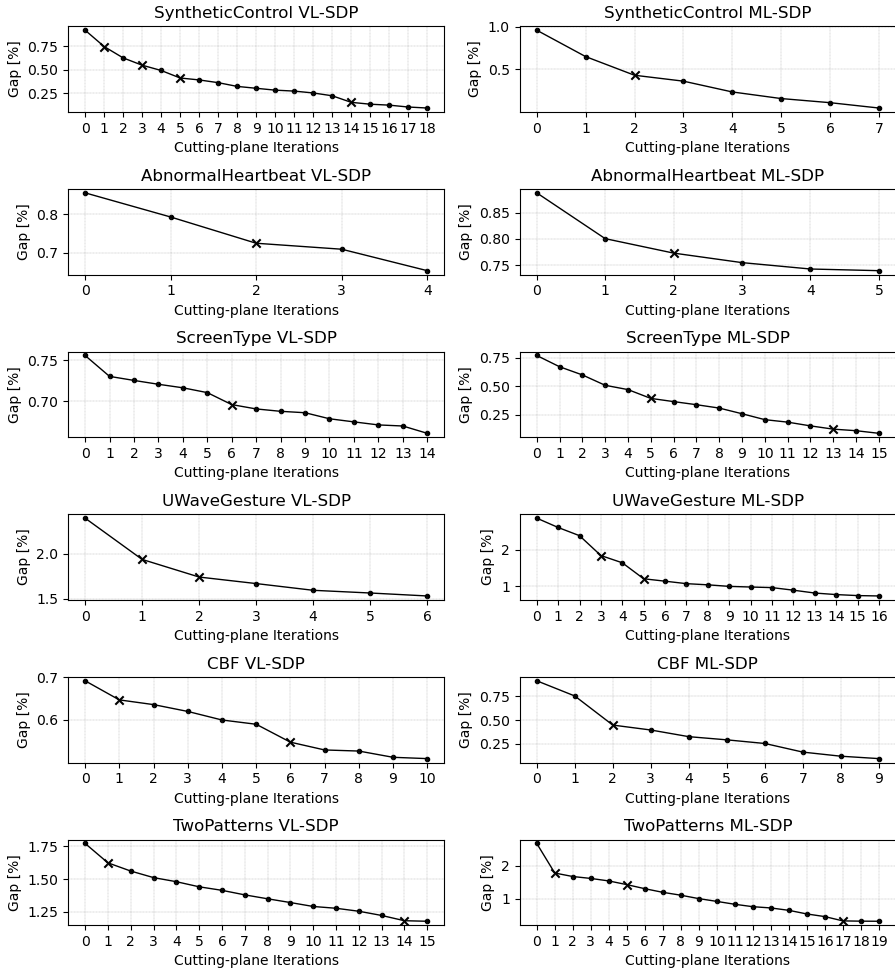 SyntheticControl VL-SDP
Gap [%]
0.75
0.50
0.25
0 1 2 3 4 5 6 7 8 9 10 11 12 13 14 15 16 17 18
Cutting-plane Iterations
SyntheticControl ML-SDP
Gap [%]
1.0
0.5
0 1 2 3 4 5 6 7
Cutting-plane Iterations
AbnormalHeartbeat VL-SDP
Gap [%]
0.8
0.7
0 1 2 3 4
Cutting-plane Iterations
AbnormalHeartbeat ML-SDP
Gap [%]
0.85
0.80
0.75
0 1 2 3 4 5
Cutting-plane Iterations
ScreenType VL-SDP
Gap [%]
0.75
0.70
0 1 2 3 4 5 6 7 8 9 10 11 12 13 14
Cutting-plane Iterations
ScreenType ML-SDP
Gap [%]
0.75
0.50
0.25
0 1 2 3 4 5 6 7 8 9 10 11 12 13 14 15
Cutting-plane Iterations
UWaveGesture VL-SDP
Gap [%]
2.0
1.5
0 1 2 3 4 5 6
Cutting-plane Iterations
UWaveGesture ML-SDP
Gap [%]
2
1
0 1 2 3 4 5 6 7 8 9 10 11 12 13 14 15 16
Cutting-plane Iterations
CBF VL-SDP
Gap [%]
0.7
0.6
0 1 2 3 4 5 6 7 8 9 10
Cutting-plane Iterations
CBF ML-SDP
Gap [%]
0.75
0.50
0.25
0 1 2 3 4 5 6 7 8 9
Cutting-plane Iterations
TwoPatterns VL-SDP
Gap [%]
1.75
1.50
1.25
0 1 2 3 4 5 6 7 8 9 10 11 12 13 14 15
Cutting-plane Iterations
TwoPatterns ML-SDP
Gap [%]
2
1
0 1 2 3 4 5 6 7 8 9 10 11 12 13 14 15 16 17 18 19
Cutting-plane Iterations